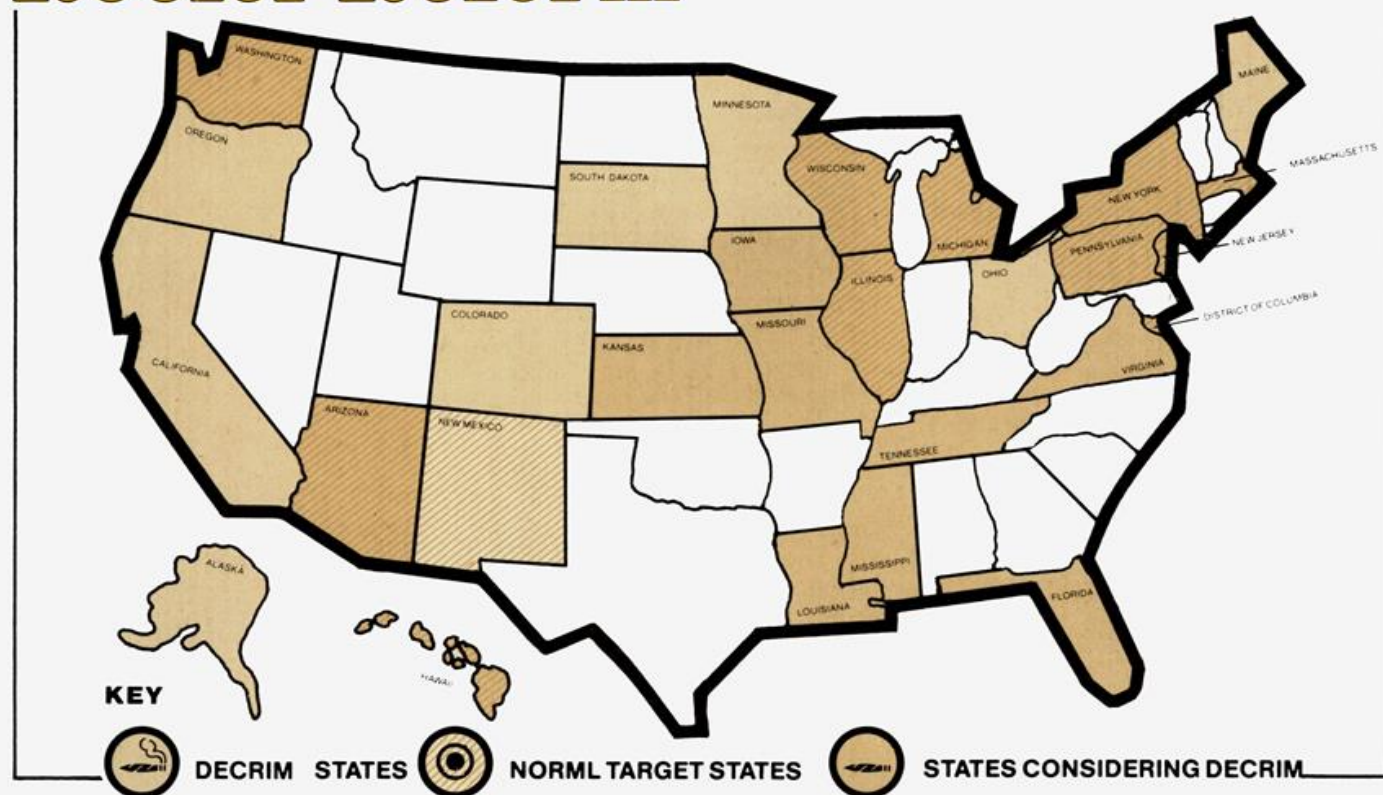 WASHINGTON
MAINE
MINNESOTA
OREGON
MASSACHUSETTS
WISCONSIN
SOUTH DAKOTA
NEW YORK
IOWA
MICHIGAN
PENNSYLVANIA
NEW JERSEY
ILLINOIS
OHIO
DISTRICT OF COLUMBIA
COLORADO
MISSOURI
KANSAS
CALIFORNIA
VIRGINIA
ARIZONA
NEW MEXICO
TENNESSEE
ALASKA
MISSISSIPPI
FLORIDA
LOUISIANA
HAWAII
KEY
DECRIM STATES
NORML TARGET STATES
STATES CONSIDERING DECRIM